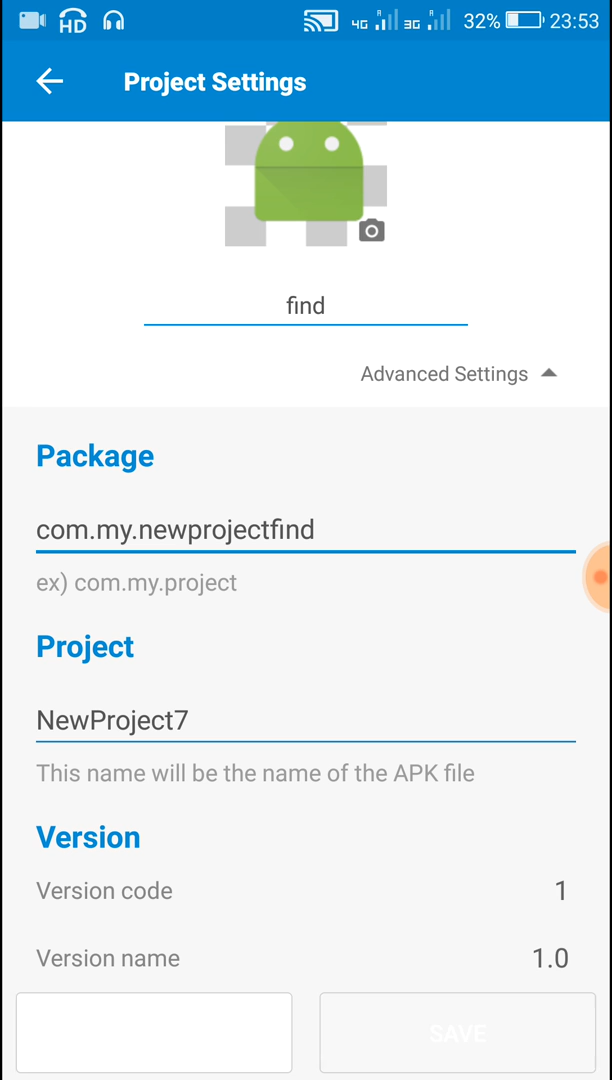 HD 4G R 3G R 32% 23:53
Project Settings
find
Advanced Settings
Package
com.my.newprojectfind
ex) com.my.project
Project
NewProject7
This name will be the name of the APK file
Version
Version code 1
Version name 1.0
SAVE